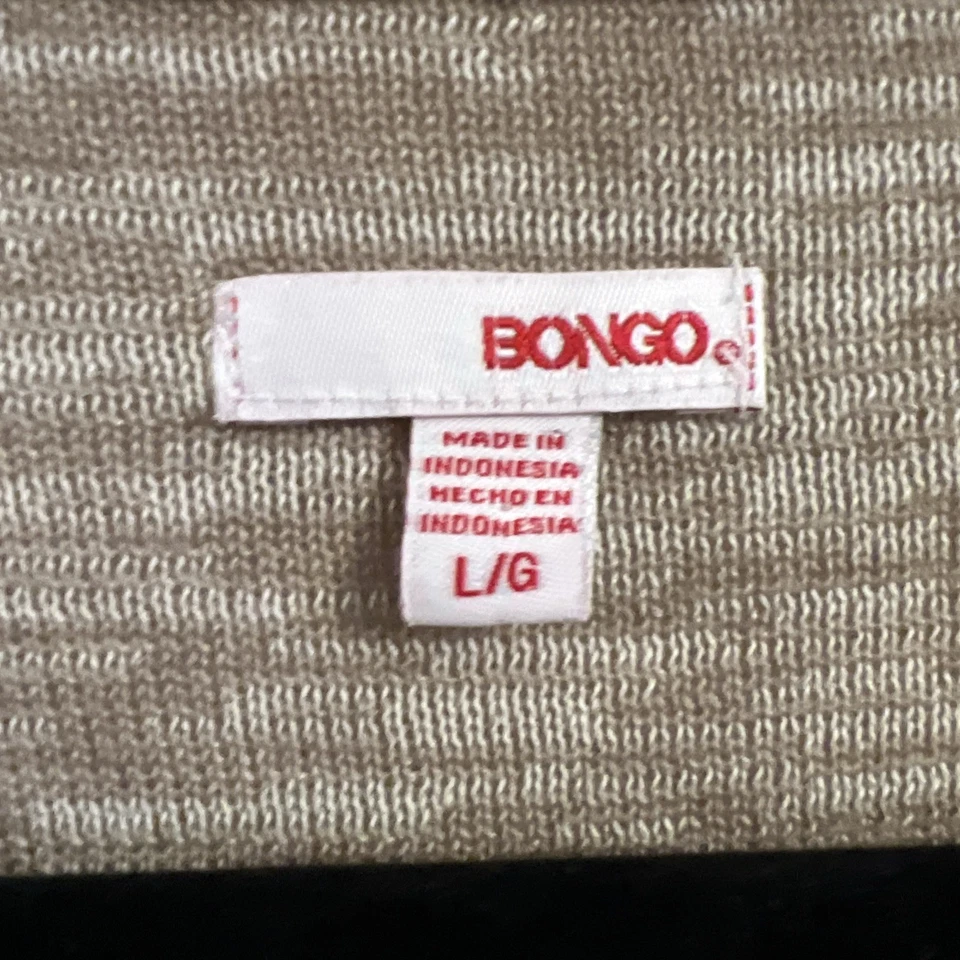 BONGO®
MADE IN
INDONESIA
HECHO EN
INDONESIA
L/G